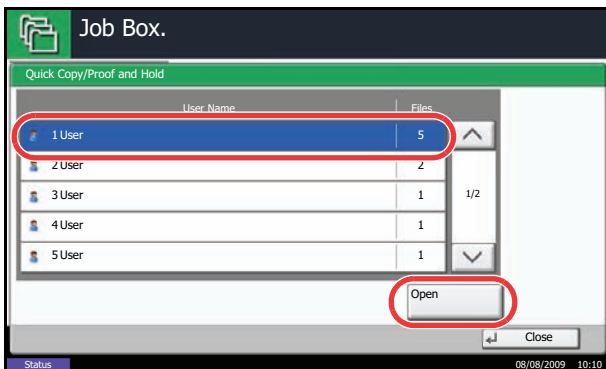 Job Box.
Quick Copy/Proof and Hold
User Name Files
1 User 5
2 User 2
3 User 1
1/2
4 User 1
5 User 1
Open
Close
Status 08/08/2009 10:10